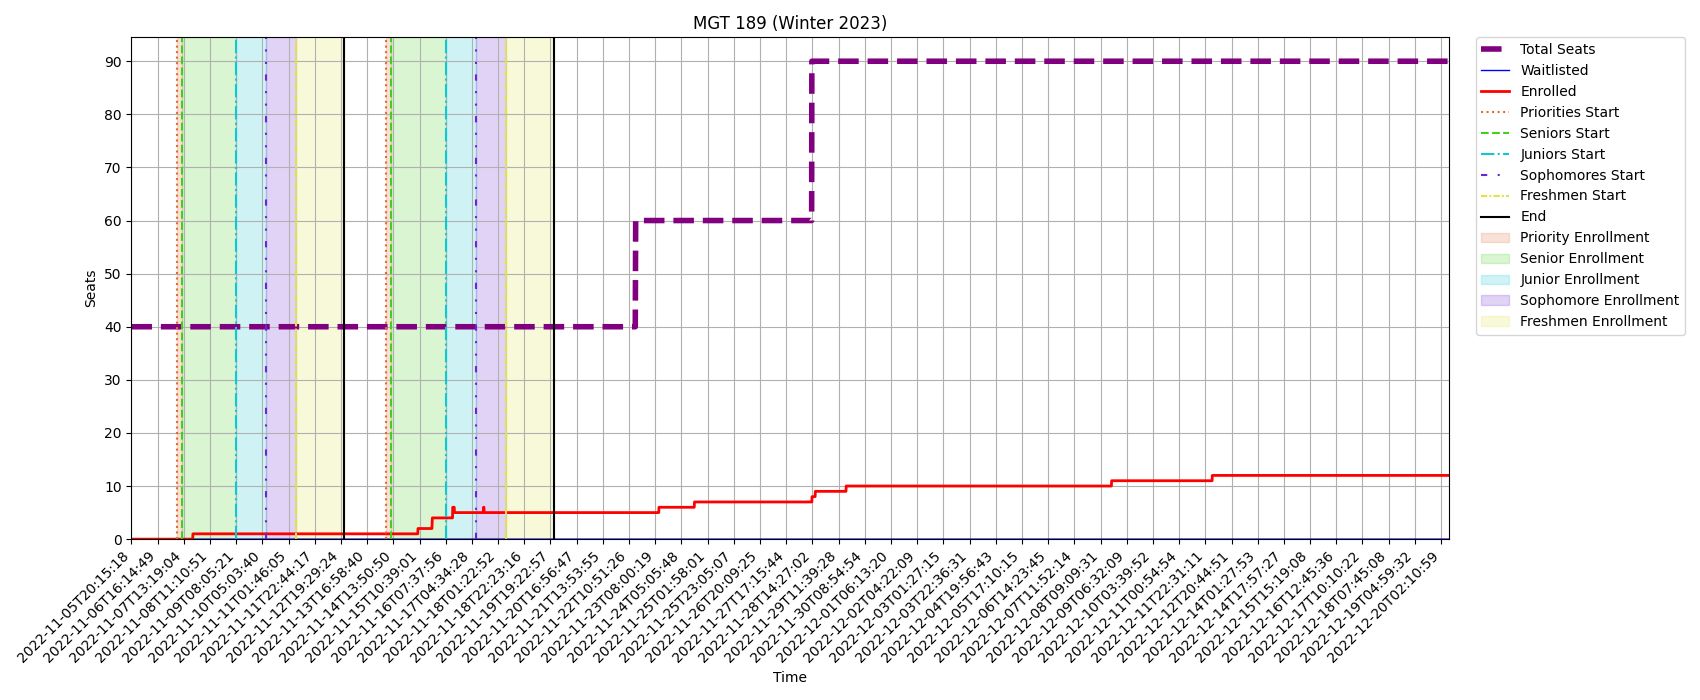 MGT 189 (Winter 2023)
Seats
90
80
70
60
50
40
30
20
10
0
2022-11-05T20:15:18
2022-11-06T16:14:49
2022-11-07T13:19:04
2022-11-08T11:10:51
2022-11-09T08:05:21
2022-11-10T05:03:40
2022-11-11T01:46:05
2022-11-11T22:44:17
2022-11-12T19:29:24
2022-11-13T16:58:40
2022-11-14T13:50:50
2022-11-15T10:39:01
2022-11-16T07:37:56
2022-11-17T04:34:28
2022-11-18T01:22:52
2022-11-18T22:23:16
2022-11-19T19:22:57
2022-11-20T16:56:47
2022-11-21T13:53:55
2022-11-22T10:51:26
2022-11-23T08:00:19
2022-11-24T05:05:48
2022-11-25T01:58:01
2022-11-25T23:05:07
2022-11-26T20:09:25
2022-11-27T17:15:44
2022-11-28T14:27:02
2022-11-29T11:39:28
2022-11-30T08:54:54
2022-12-01T06:13:20
2022-12-02T04:22:09
2022-12-03T01:27:15
2022-12-03T22:36:31
2022-12-04T19:56:43
2022-12-05T17:10:15
2022-12-06T14:23:45
2022-12-07T11:52:14
2022-12-08T09:09:31
2022-12-09T06:32:09
2022-12-10T03:39:52
2022-12-11T00:54:54
2022-12-11T22:31:11
2022-12-12T20:44:51
2022-12-14T01:27:53
2022-12-14T17:57:27
2022-12-15T15:19:08
2022-12-16T12:45:36
2022-12-17T10:10:22
2022-12-18T07:45:08
2022-12-19T04:59:32
2022-12-20T02:10:59
Time
Total Seats
Waitlisted
Enrolled
Priorities Start
Seniors Start
Juniors Start
Sophomores Start
Freshmen Start
End
Priority Enrollment
Senior Enrollment
Junior Enrollment
Sophomore Enrollment
Freshmen Enrollment